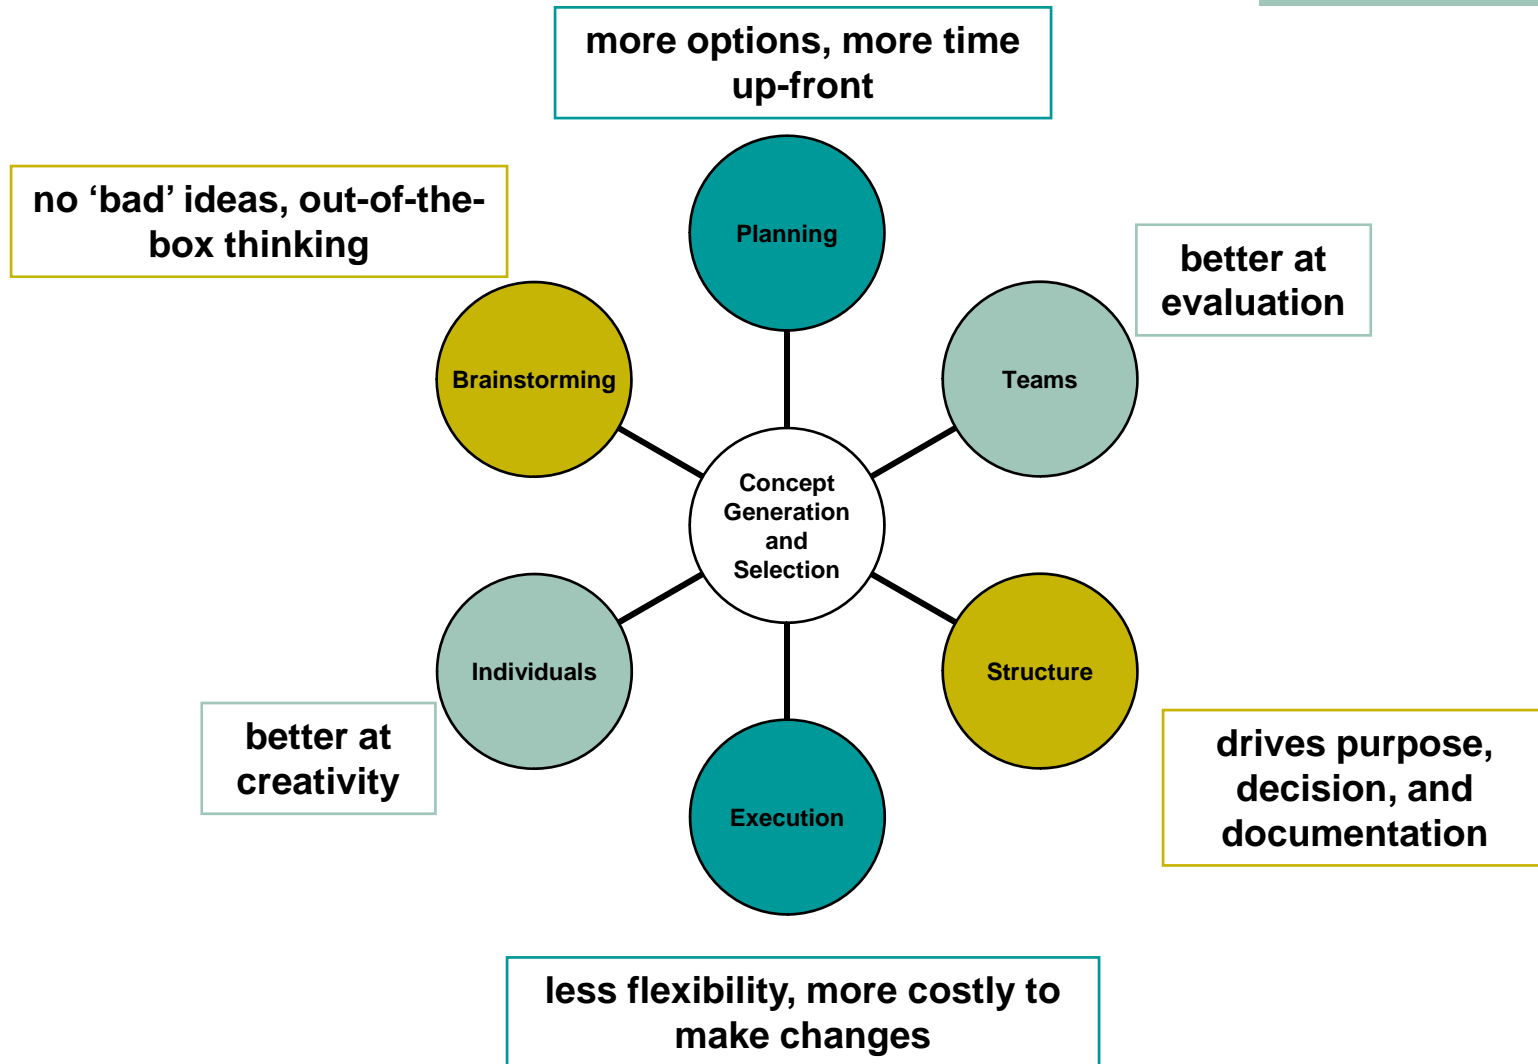 more options, more time
up-front
no ‘bad’ ideas, out-of-the-
box thinking
Planning
better at
evaluation
Brainstorming
Teams
Concept
Generation
and
Selection
Individuals
Structure
better at
creativity
drives purpose,
decision, and
documentation
Execution
less flexibility, more costly to
make changes